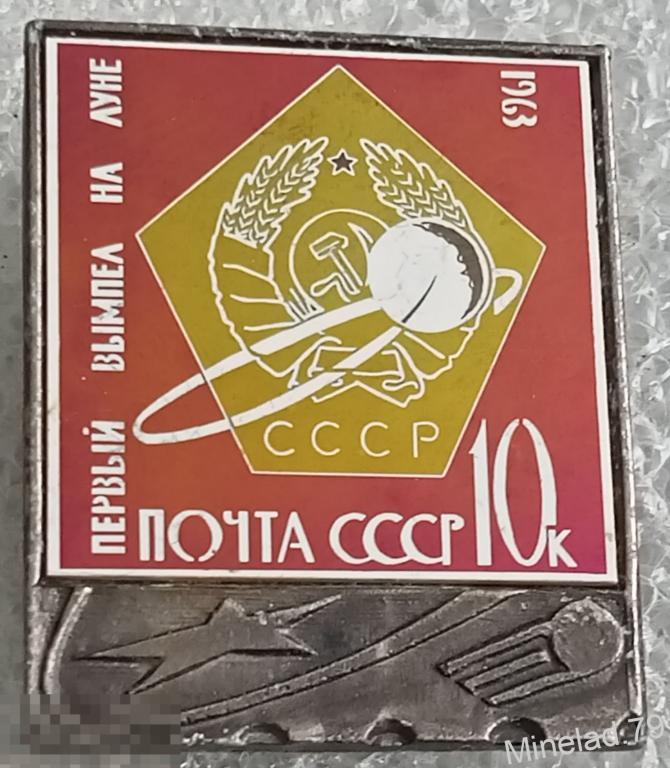 ПЕРВЫЙ ВЫМПЕЛ НА ЛУНЕ
1963
СССР
ПОЧТА СССР 10К
Minelad.79